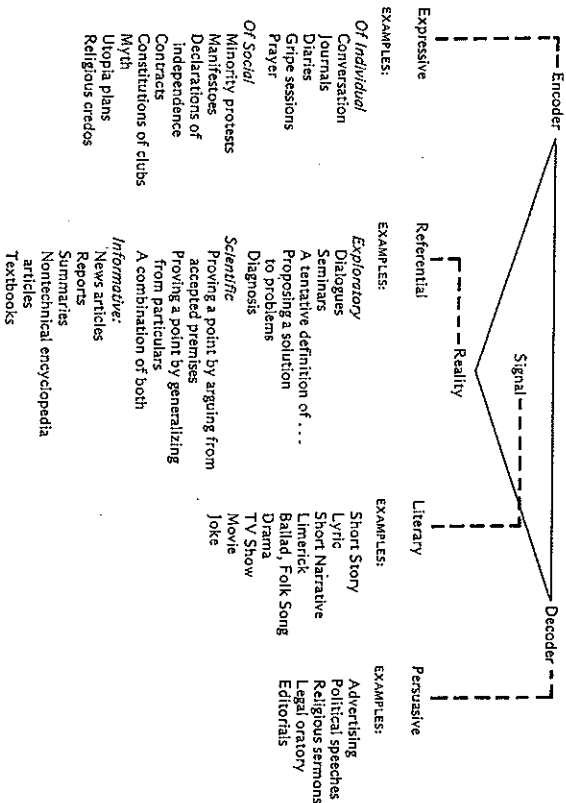 Encoder
Signal
Decoder
Reality
Expressive
Referential
Literary
Persuasive
EXAMPLES:
Of Individual
Conversation
Journals
Diaries
Gripe sessions
Prayer
Of Social
Minority protests
Manifestoes
Declarations of
independence
Contracts
Constitutions of clubs
Myth
Utopia plans
Religious credos
EXAMPLES:
Exploratory
Dialogues
Seminars
A tentative definition of . . .
Proposing a solution
to problems
Diagnosis
Scientific
Proving a point by arguing from
accepted premises
Proving a point by generalizing
from particulars
A combination of both
Informative:
News articles
Reports
Summaries
Nontechnical encyclopedia
articles
Textbooks
EXAMPLES:
Short Story
Lyric
Short Narrative
Limerick
Ballad, Folk Song
Drama
TV Show
Movie
Joke
EXAMPLES:
Advertising
Political speeches
Religious sermons
Legal oratory
Editorials